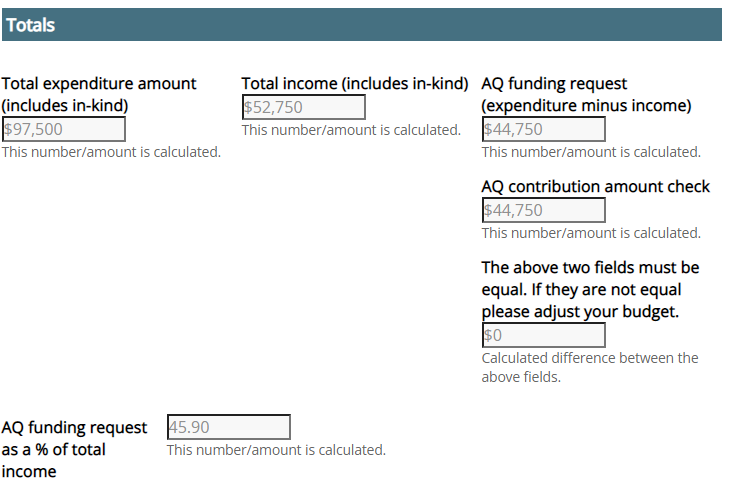 Totals
Total expenditure amount
(includes in-kind)
$97,500
This number/amount is calculated.
Total income (includes in-kind)
$52,750
This number/amount is calculated.
AQ funding request
(expenditure minus income)
$44,750
This number/amount is calculated.
AQ contribution amount check
$44,750
This number/amount is calculated.
The above two fields must be
equal. If they are not equal
please adjust your budget.
$0
Calculated difference between the
above fields.
AQ funding request
as a % of total
income
45.90
This number/amount is calculated.